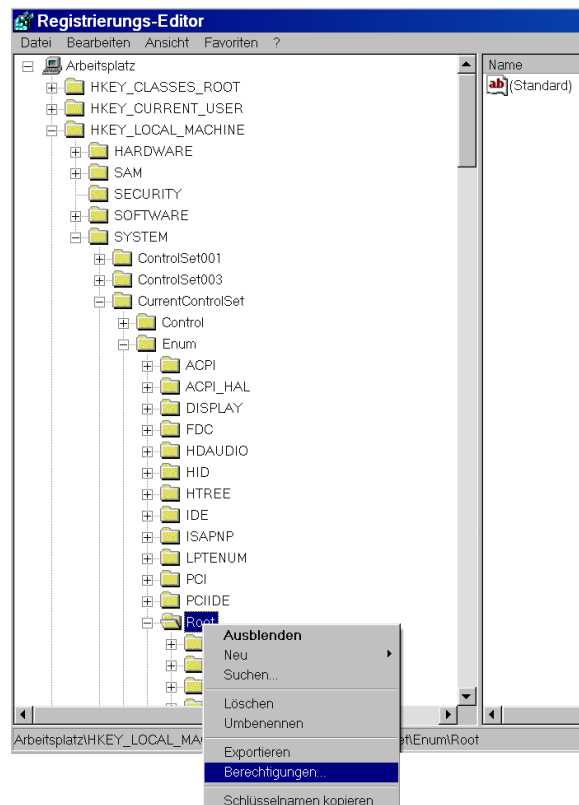 Registrierungs-Editor
Datei Bearbeiten Ansicht Favoriten ?
Arbeitsplatz
HKEY_CLASSES_ROOT
HKEY_CURRENT_USER
HKEY_LOCAL_MACHINE
HARDWARE
SAM
SECURITY
SOFTWARE
SYSTEM
ControlSet001
ControlSet003
CurrentControlSet
Control
Enum
ACPI
ACPI_HAL
DISPLAY
FDC
HDAUDIO
HID
HTREE
IDE
ISAPNP
LPTENUM
PCI
PCIIDE
Root
Name
ab (Standard)
Ausblenden
Neu
Suchen...
Löschen
Umbenennen
Exportieren
Berechtigungen...
Schlüsselnamen kopieren
Arbeitsplatz\HKEY_LOCAL_MA et\Enum\Root